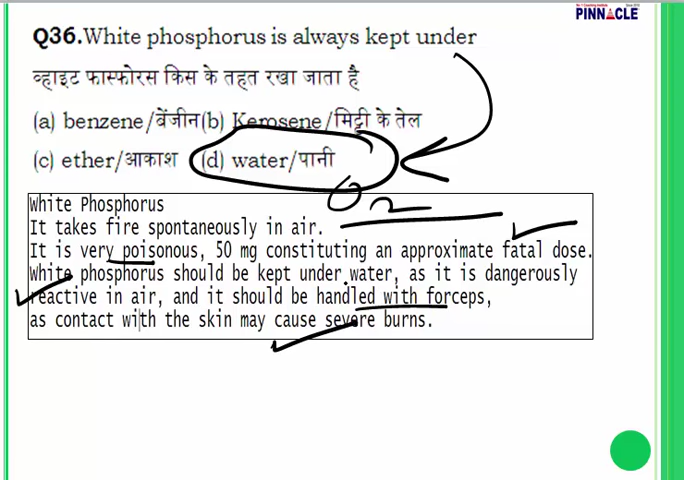 PINNACLE
Q36.White phosphorus is always kept under
व्हाइट फास्फोरस किस के तहत रखा जाता है
(a) benzene/बेंजीन(b) Kerosene/मिट्टी के तेल
(c) ether/आकाश (d) water/पानी
O2
White Phosphorus
It takes fire spontaneously in air.
It is very poisonous, 50 mg constituting an approximate fatal dose.
White phosphorus should be kept under water, as it is dangerously
reactive in air, and it should be handled with forceps,
as contact with the skin may cause severe burns.